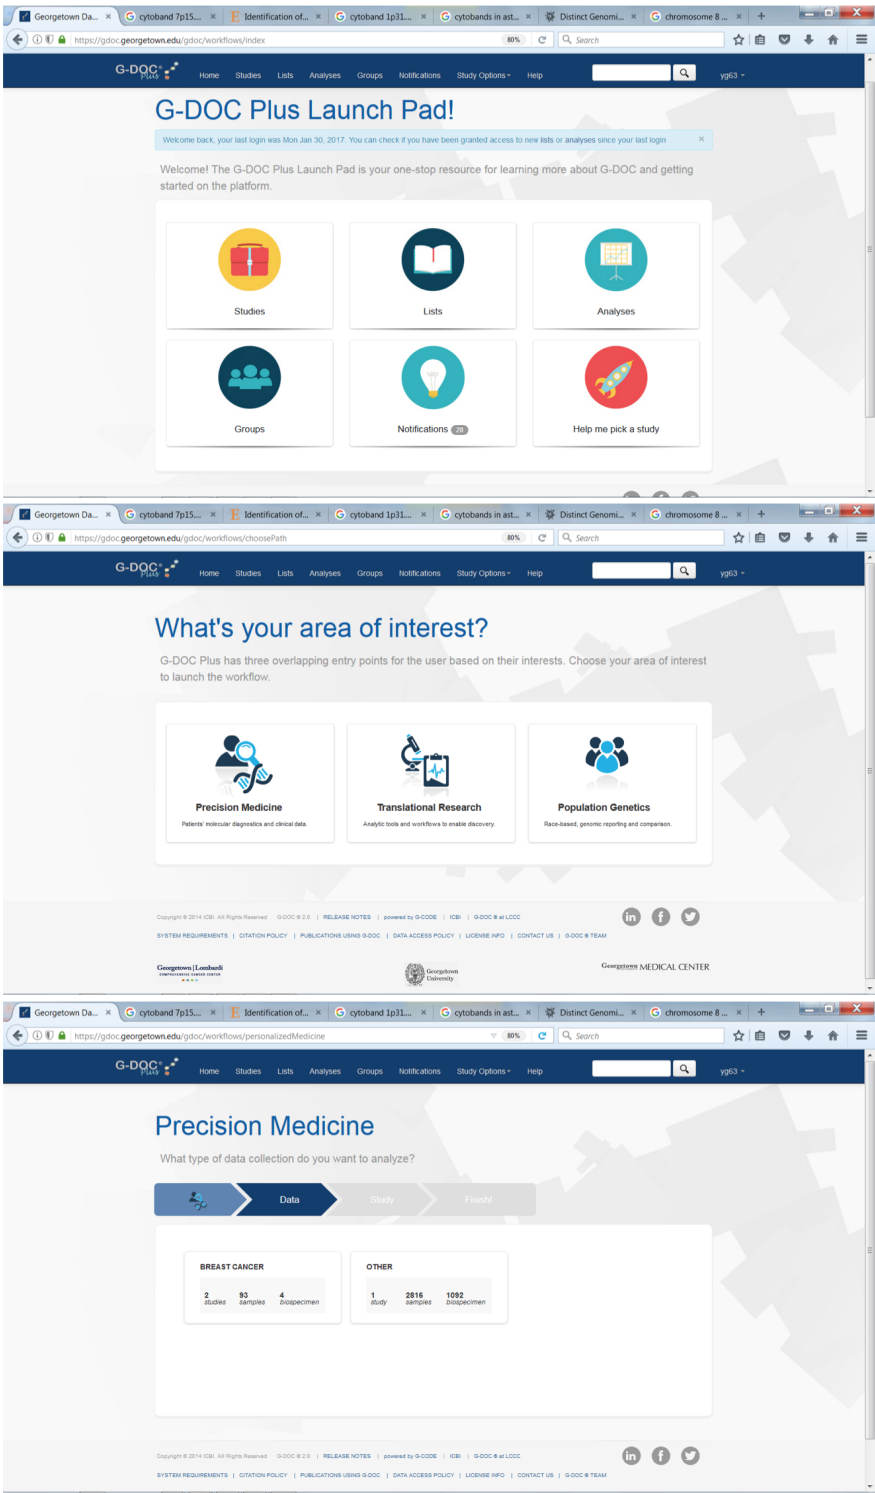 Georgetown Da... × G cytoband 7p15.... × E Identification of... × G cytoband 1p31.... × G cytobands in ast... × Distinct Genomi... × G chromosome 8 ... × +
https://gdoc.georgetown.edu/gdoc/workflows/index 80% Search
G-DOC Plus Home Studies Lists Analyses Groups Notifications Study Options Help yg63
G-DOC Plus Launch Pad!
Welcome back, your last login was Mon Jan 30, 2017. You can check if you have been granted access to new lists or analyses since your last login ×
Welcome! The G-DOC Plus Launch Pad is your one-stop resource for learning more about G-DOC and getting
started on the platform.
Studies Lists Analyses
Groups Notifications 28 Help me pick a study
Georgetown Da... × G cytoband 7p15.... × E Identification of... × G cytoband 1p31.... × G cytobands in ast... × Distinct Genomi... × G chromosome 8 ... × +
https://gdoc.georgetown.edu/gdoc/workflows/choosePath 80% Search
G-DOC Plus Home Studies Lists Analyses Groups Notifications Study Options Help yg63
What's your area of interest?
G-DOC Plus has three overlapping entry points for the user based on their interests. Choose your area of interest
to launch the workflow.
Precision Medicine Translational Research Population Genetics
Patients' molecular diagnostics and clinical data. Analytic tools and workflows to enable discovery. Race-based, genomic reporting and comparison.
Copyright © 2014 ICBI. All Rights Reserved G-DOC ® 2.0 | RELEASE NOTES | powered by G-CODE | ICBI | G-DOC ® at LCCC in f
SYSTEM REQUIREMENTS | CITATION POLICY | PUBLICATIONS USING G-DOC | DATA ACCESS POLICY | LICENSE INFO | CONTACT US | G-DOC ® TEAM
Georgetown | Lombardi Georgetown Georgetown MEDICAL CENTER
COMPREHENSIVE CANCER CENTER University
Georgetown Da... × G cytoband 7p15.... × E Identification of... × G cytoband 1p31.... × G cytobands in ast... × Distinct Genomi... × G chromosome 8 ... × +
https://gdoc.georgetown.edu/gdoc/workflows/personalizedMedicine 80% Search
G-DOC Plus Home Studies Lists Analyses Groups Notifications Study Options Help yg63
Precision Medicine
What type of data collection do you want to analyze?
Data Study Finish!
BREAST CANCER OTHER
2 93 4 1 2816 1092
studies samples biospecimen study samples biospecimen
Copyright © 2014 ICBI. All Rights Reserved G-DOC ® 2.0 | RELEASE NOTES | powered by G-CODE | ICBI | G-DOC ® at LCCC in f
SYSTEM REQUIREMENTS | CITATION POLICY | PUBLICATIONS USING G-DOC | DATA ACCESS POLICY | LICENSE INFO | CONTACT US | G-DOC ® TEAM